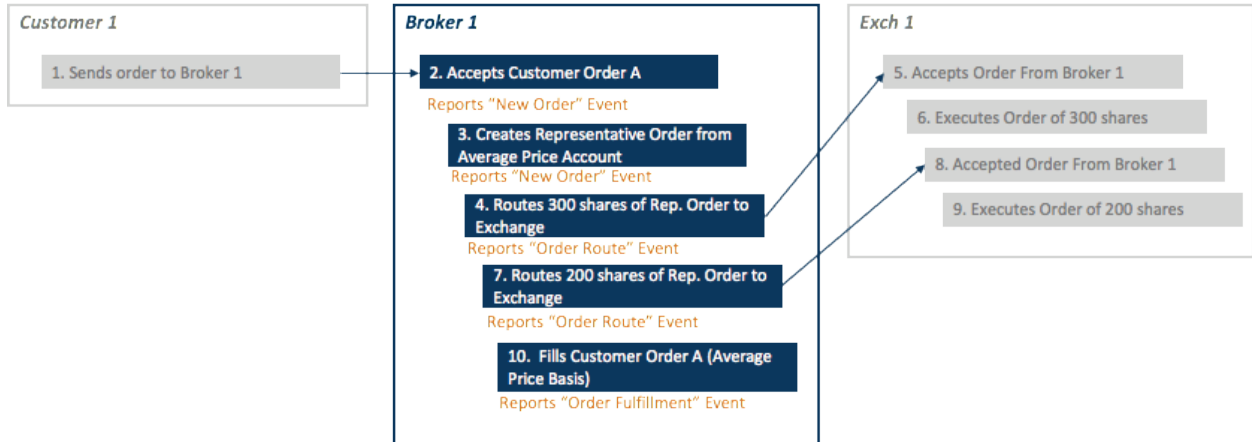 Customer 1
1. Sends order to Broker 1
Broker 1
2. Accepts Customer Order A
Reports "New Order" Event
3. Creates Representative Order from
Average Price Account
Reports "New Order" Event
4. Routes 300 shares of Rep. Order to
Exchange
Reports "Order Route" Event
7. Routes 200 shares of Rep. Order to
Exchange
Reports "Order Route" Event
10. Fills Customer Order A (Average
Price Basis)
Reports "Order Fulfillment" Event
Exch 1
5. Accepts Order From Broker 1
6. Executes Order of 300 shares
8. Accepted Order From Broker 1
9. Executes Order of 200 shares